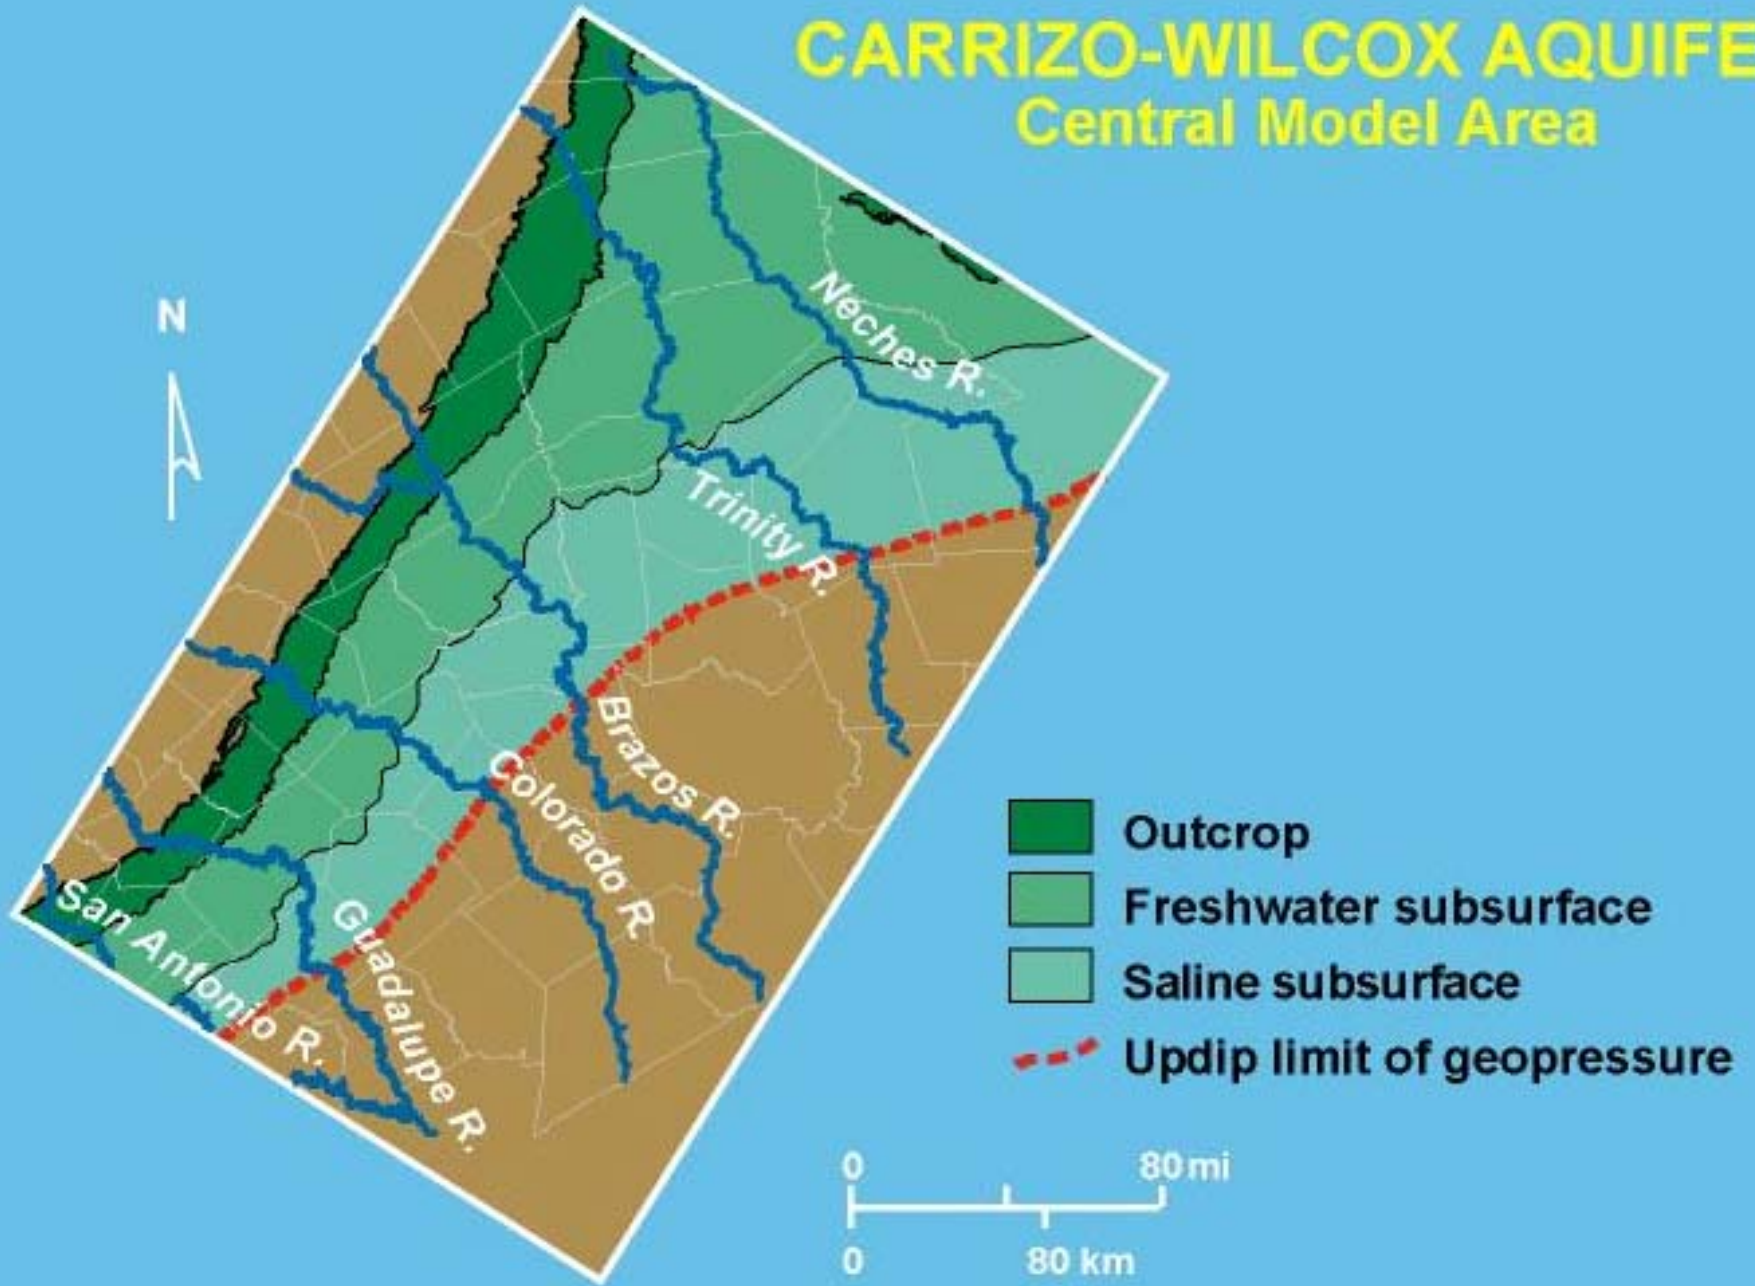 CARRIZO-WILCOX AQUIFE
Central Model Area
N
Neches R.
Trinity R.
Brazos R.
Colorado R.
Guadalupe R.
San Antonio R.
Outcrop
Freshwater subsurface
Saline subsurface
Updip limit of geopressure
0 80 mi
0 80 km